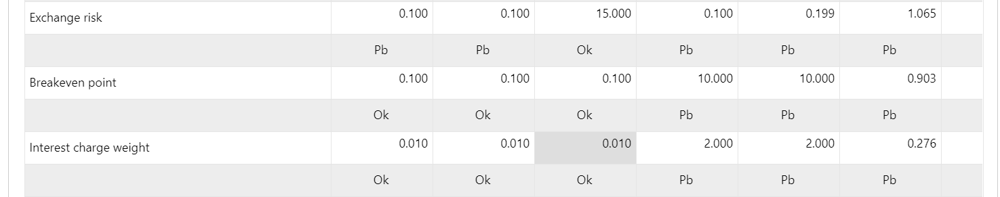 Exchange risk 0.100 0.100 15.000 0.100 0.199 1.065
Pb Pb Ok Pb Pb Pb
Breakeven point 0.100 0.100 0.100 10.000 10.000 0.903
Ok Ok Ok Pb Pb Pb
Interest charge weight 0.010 0.010 0.010 2.000 2.000 0.276
Ok Ok Ok Pb Pb Pb